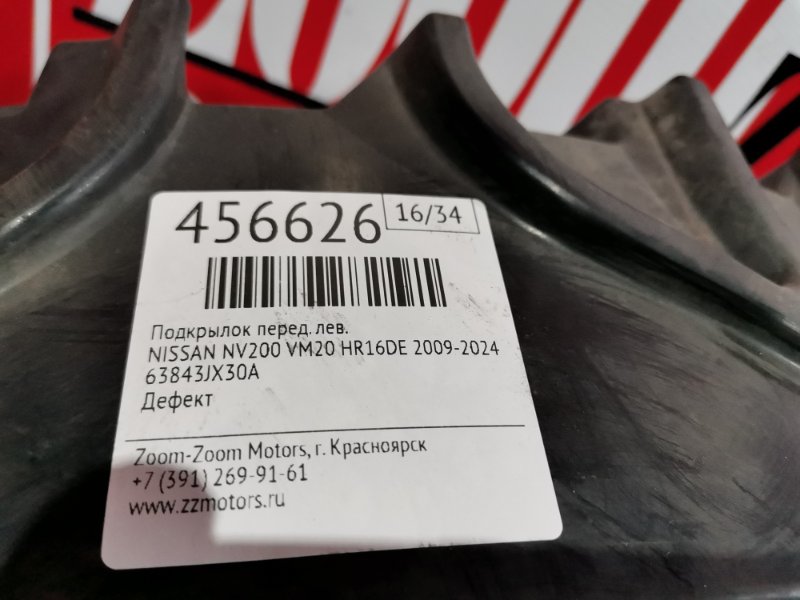 456626
16/34
Подкрылок перед. лев.
NISSAN NV200 VM20 HR16DE 2009-2024
63843JX30A
Дефект
Zoom-Zoom Motors, г. Красноярск
+7 (391) 269-91-61
www.zzmotors.ru